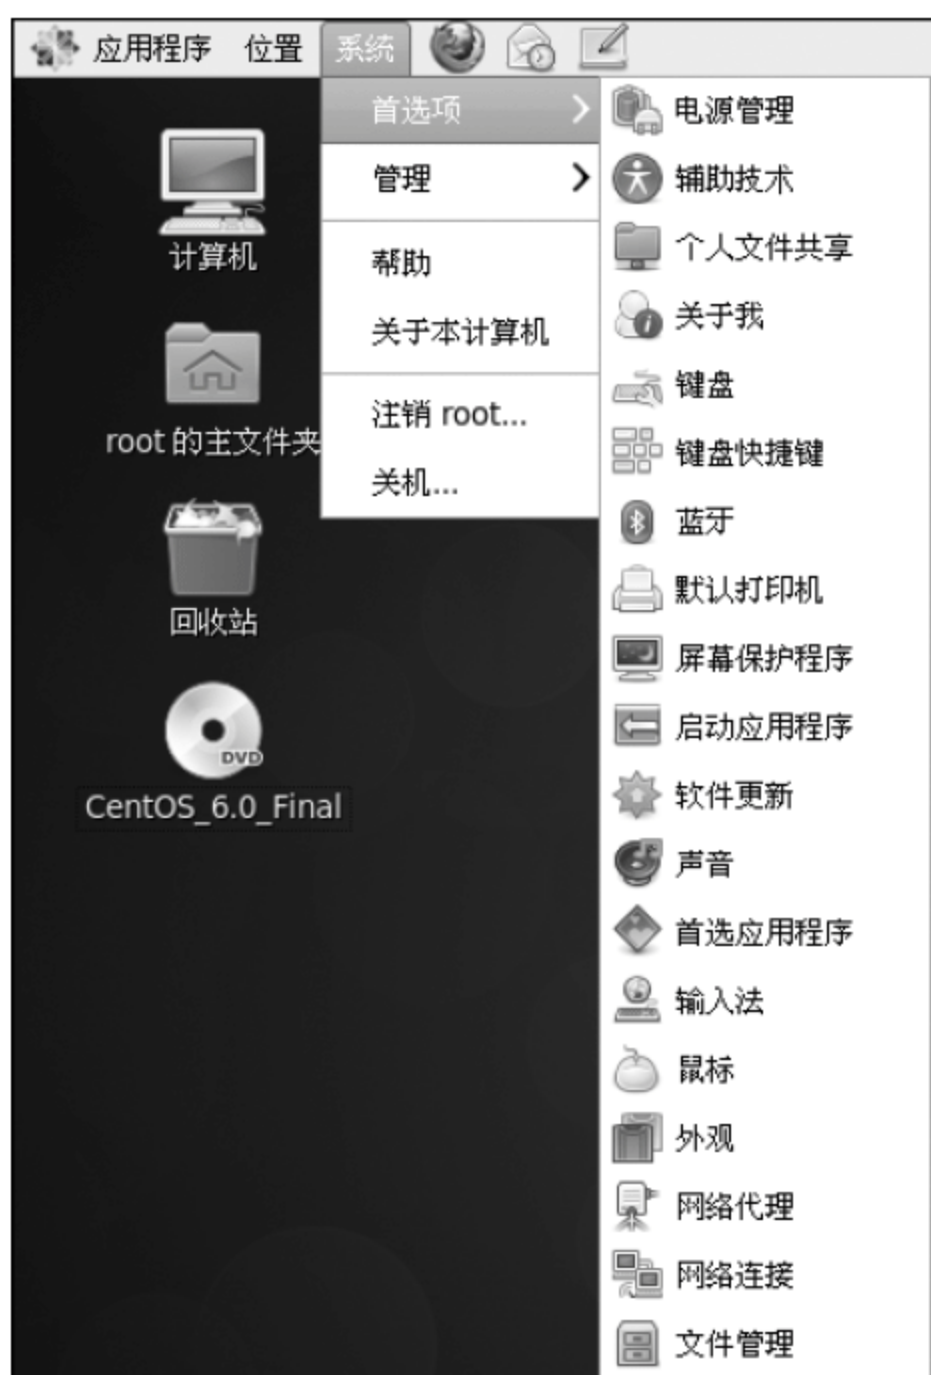 应用程序 位置 系统
首选项
管理
帮助
关于本计算机
注销 root...
关机...
电源管理
辅助技术
个人文件共享
关于我
键盘
键盘快捷键
蓝牙
默认打印机
屏幕保护程序
启动应用程序
软件更新
声音
首选应用程序
输入法
鼠标
外观
网络代理
网络连接
文件管理
计算机
root 的主文件夹
回收站
DVD
CentOS_6.0_Final